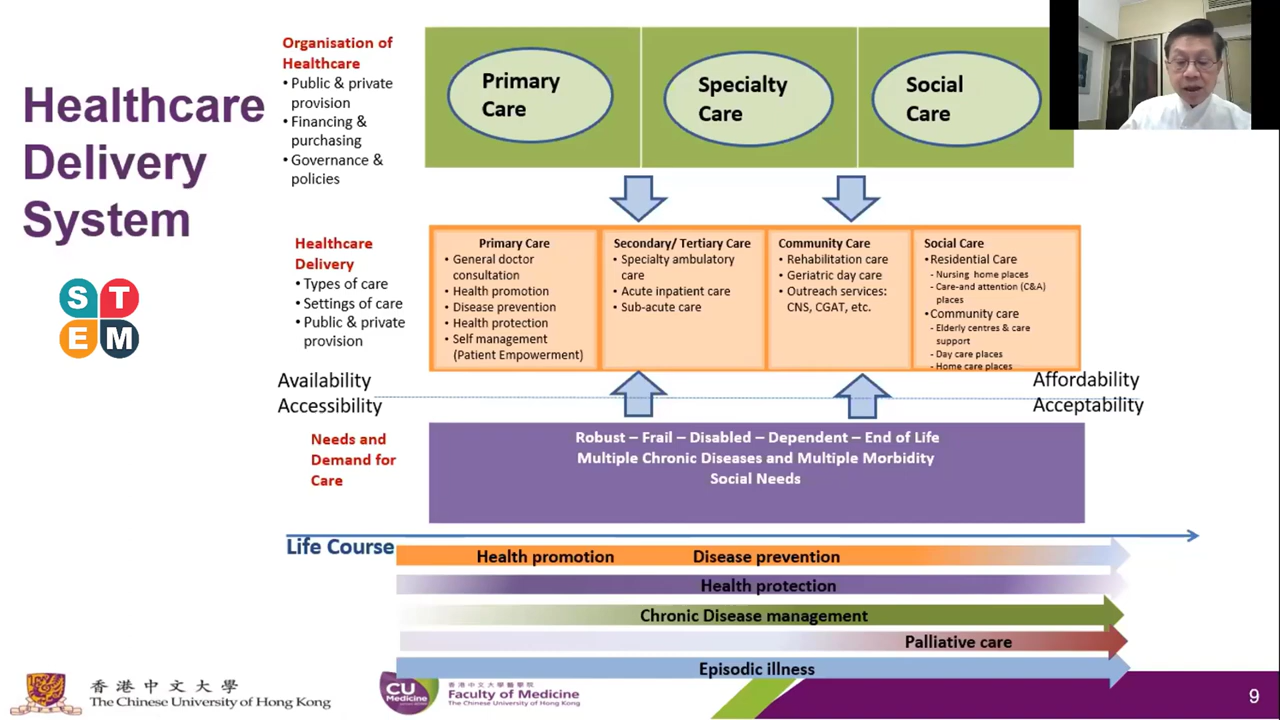 Healthcare
Delivery
System
S T
E M
Organisation of
Healthcare
• Public & private
provision
• Financing &
purchasing
• Governance &
policies
Primary
Care
Specialty
Care
Social
Care
Healthcare
Delivery
• Types of care
• Settings of care
• Public & private
provision
Primary Care
• General doctor
consultation
• Health promotion
• Disease prevention
• Health protection
• Self management
(Patient Empowerment)
Secondary/ Tertiary Care
• Specialty ambulatory
care
• Acute inpatient care
• Sub-acute care
Community Care
• Rehabilitation care
• Geriatric day care
• Outreach services:
CNS, CGAT, etc.
Social Care
• Residential Care
- Nursing home places
- Care-and attention (C&A)
places
• Community care
- Elderly centres & care
support
- Day care places
- Home care places
Availability
Accessibility
Affordability
Acceptability
Needs and
Demand for
Care
Robust – Frail – Disabled – Dependent – End of Life
Multiple Chronic Diseases and Multiple Morbidity
Social Needs
Life Course
Health promotion Disease prevention
Health protection
Chronic Disease management
Palliative care
Episodic illness
香港中文大學
The Chinese University of Hong Kong
CU
Medicine
香港中文大學醫學院
Faculty of Medicine
The Chinese University of Hong Kong
9